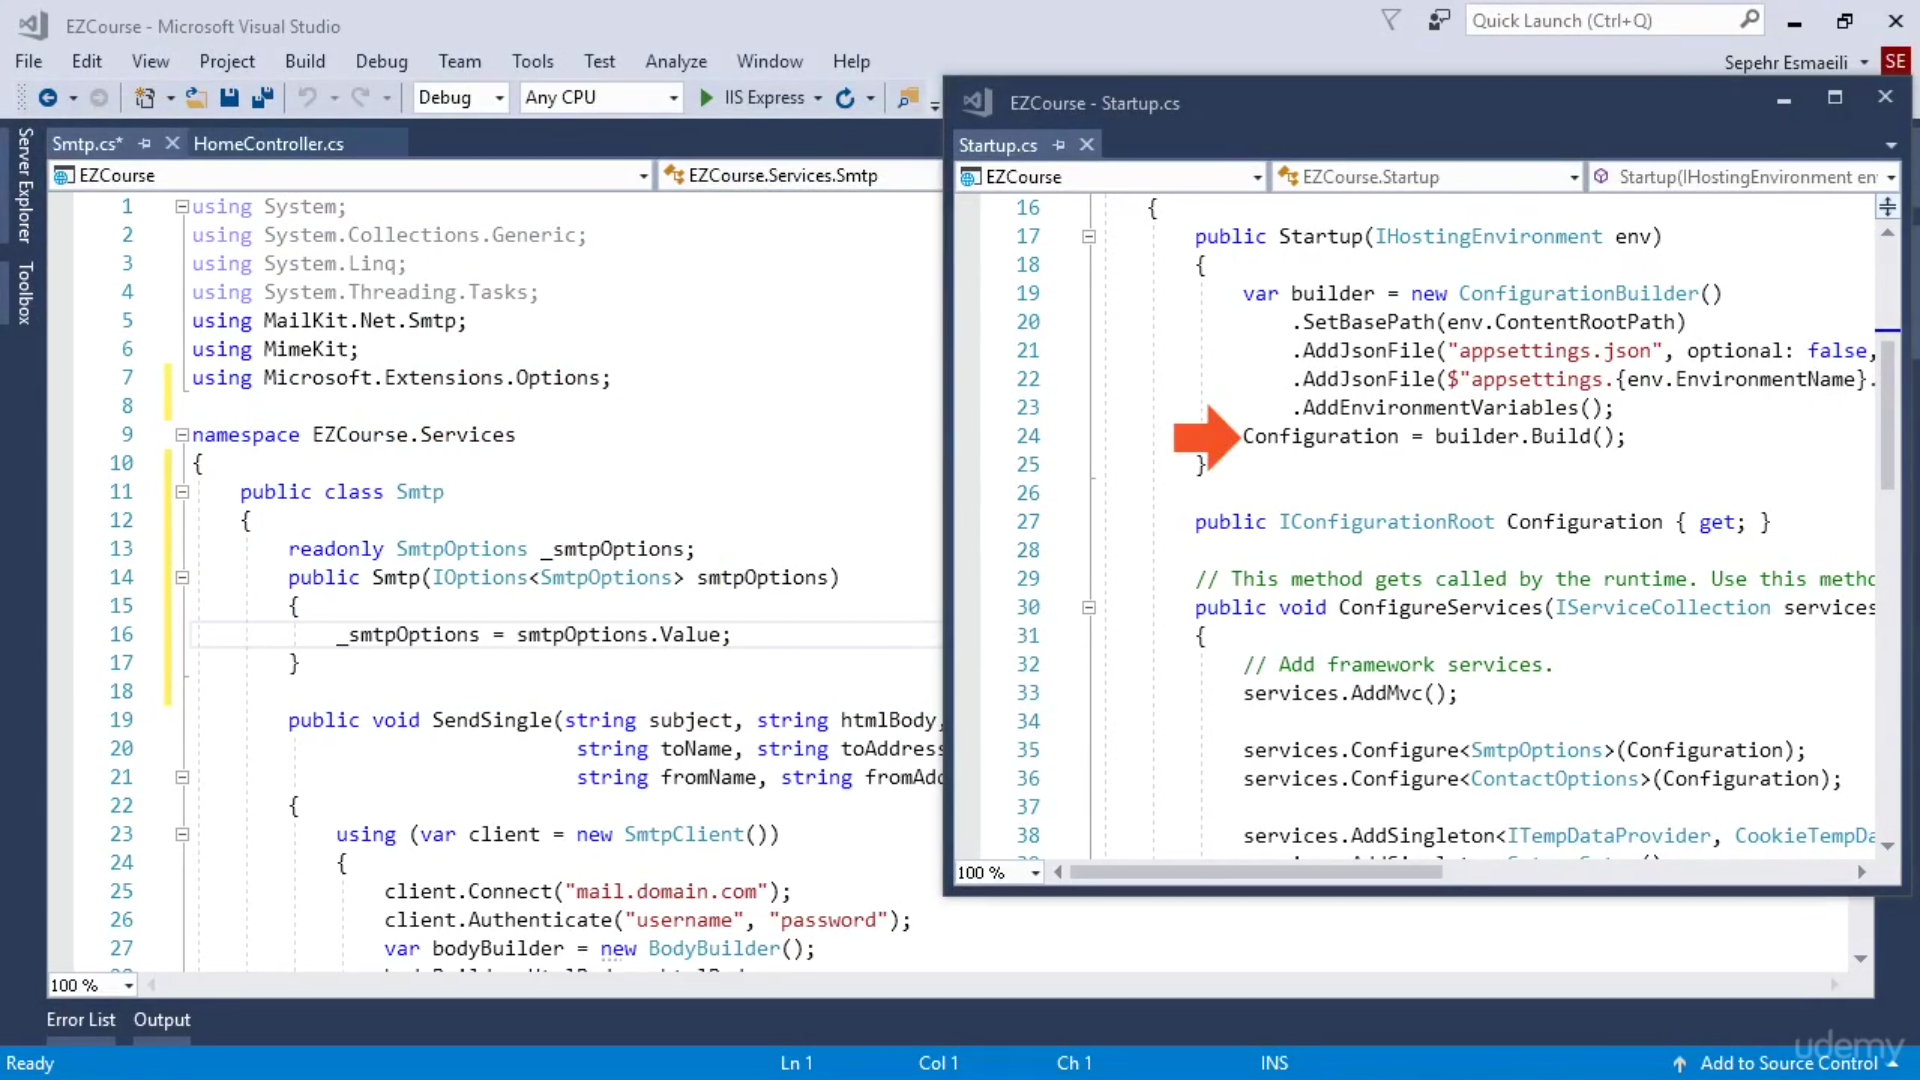 EZCourse - Microsoft Visual Studio
Quick Launch (Ctrl+Q)
File Edit View Project Build Debug Team Tools Test Analyze Window Help
Sepehr Esmaeili SE
Debug Any CPU IIS Express
Server Explorer
Toolbox
Smtp.cs* HomeController.cs
EZCourse EZCourse.Services.Smtp
1 using System;
2 using System.Collections.Generic;
3 using System.Linq;
4 using System.Threading.Tasks;
5 using MailKit.Net.Smtp;
6 using MimeKit;
7 using Microsoft.Extensions.Options;
8
9 namespace EZCourse.Services
10 {
11 public class Smtp
12 {
13 readonly SmtpOptions _smtpOptions;
14 public Smtp(IOptions<SmtpOptions> smtpOptions)
15 {
16 _smtpOptions = smtpOptions.Value;
17 }
18
19 public void SendSingle(string subject, string htmlBody,
20 string toName, string toAddress
21 string fromName, string fromAdd
22 {
23 using (var client = new SmtpClient())
24 {
25 client.Connect("mail.domain.com");
26 client.Authenticate("username", "password");
27 var bodyBuilder = new BodyBuilder();
100 %
EZCourse - Startup.cs
Startup.cs
EZCourse EZCourse.Startup Startup(IHostingEnvironment en
16 {
17 public Startup(IHostingEnvironment env)
18 {
19 var builder = new ConfigurationBuilder()
20 .SetBasePath(env.ContentRootPath)
21 .AddJsonFile("appsettings.json", optional: false,
22 .AddJsonFile($"appsettings.{env.EnvironmentName}.
23 .AddEnvironmentVariables();
24 Configuration = builder.Build();
25 }
26
27 public IConfigurationRoot Configuration { get; }
28
29 // This method gets called by the runtime. Use this metho
30 public void ConfigureServices(IServiceCollection services
31 {
32 // Add framework services.
33 services.AddMvc();
34
35 services.Configure<SmtpOptions>(Configuration);
36 services.Configure<ContactOptions>(Configuration);
37
38 services.AddSingleton<ITempDataProvider, CookieTempDa
100 %
Error List Output
Ready Ln 1 Col 1 Ch 1 INS Add to Source Control
udemy